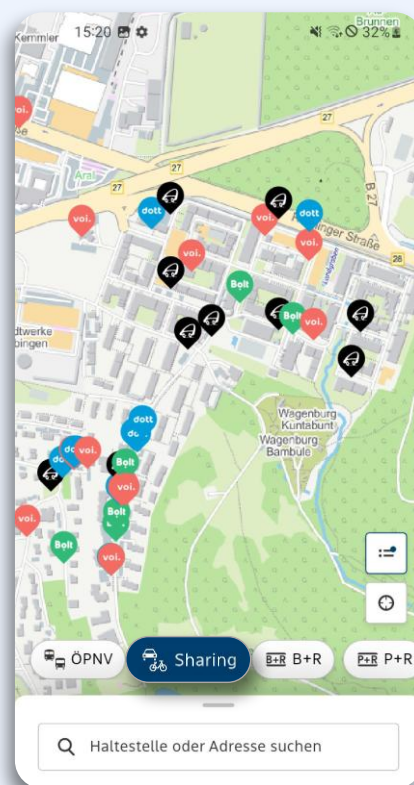 Kemmler
15:20
32%
Brunnen
voi.
27
Aral
27
27
B 27
dott
voi.
voi.
dott
voi.
voi.
Landgraben
28
Bolt
Bolt
voi.
Wagenburg
Kuntabunt
Wagenburg
Bambule
dott
voi.
Bolt
voi.
voi.
Bolt
Bolt
voi.
ÖPNV
Sharing
B+R B+R
P+R P+R
Haltestelle oder Adresse suchen